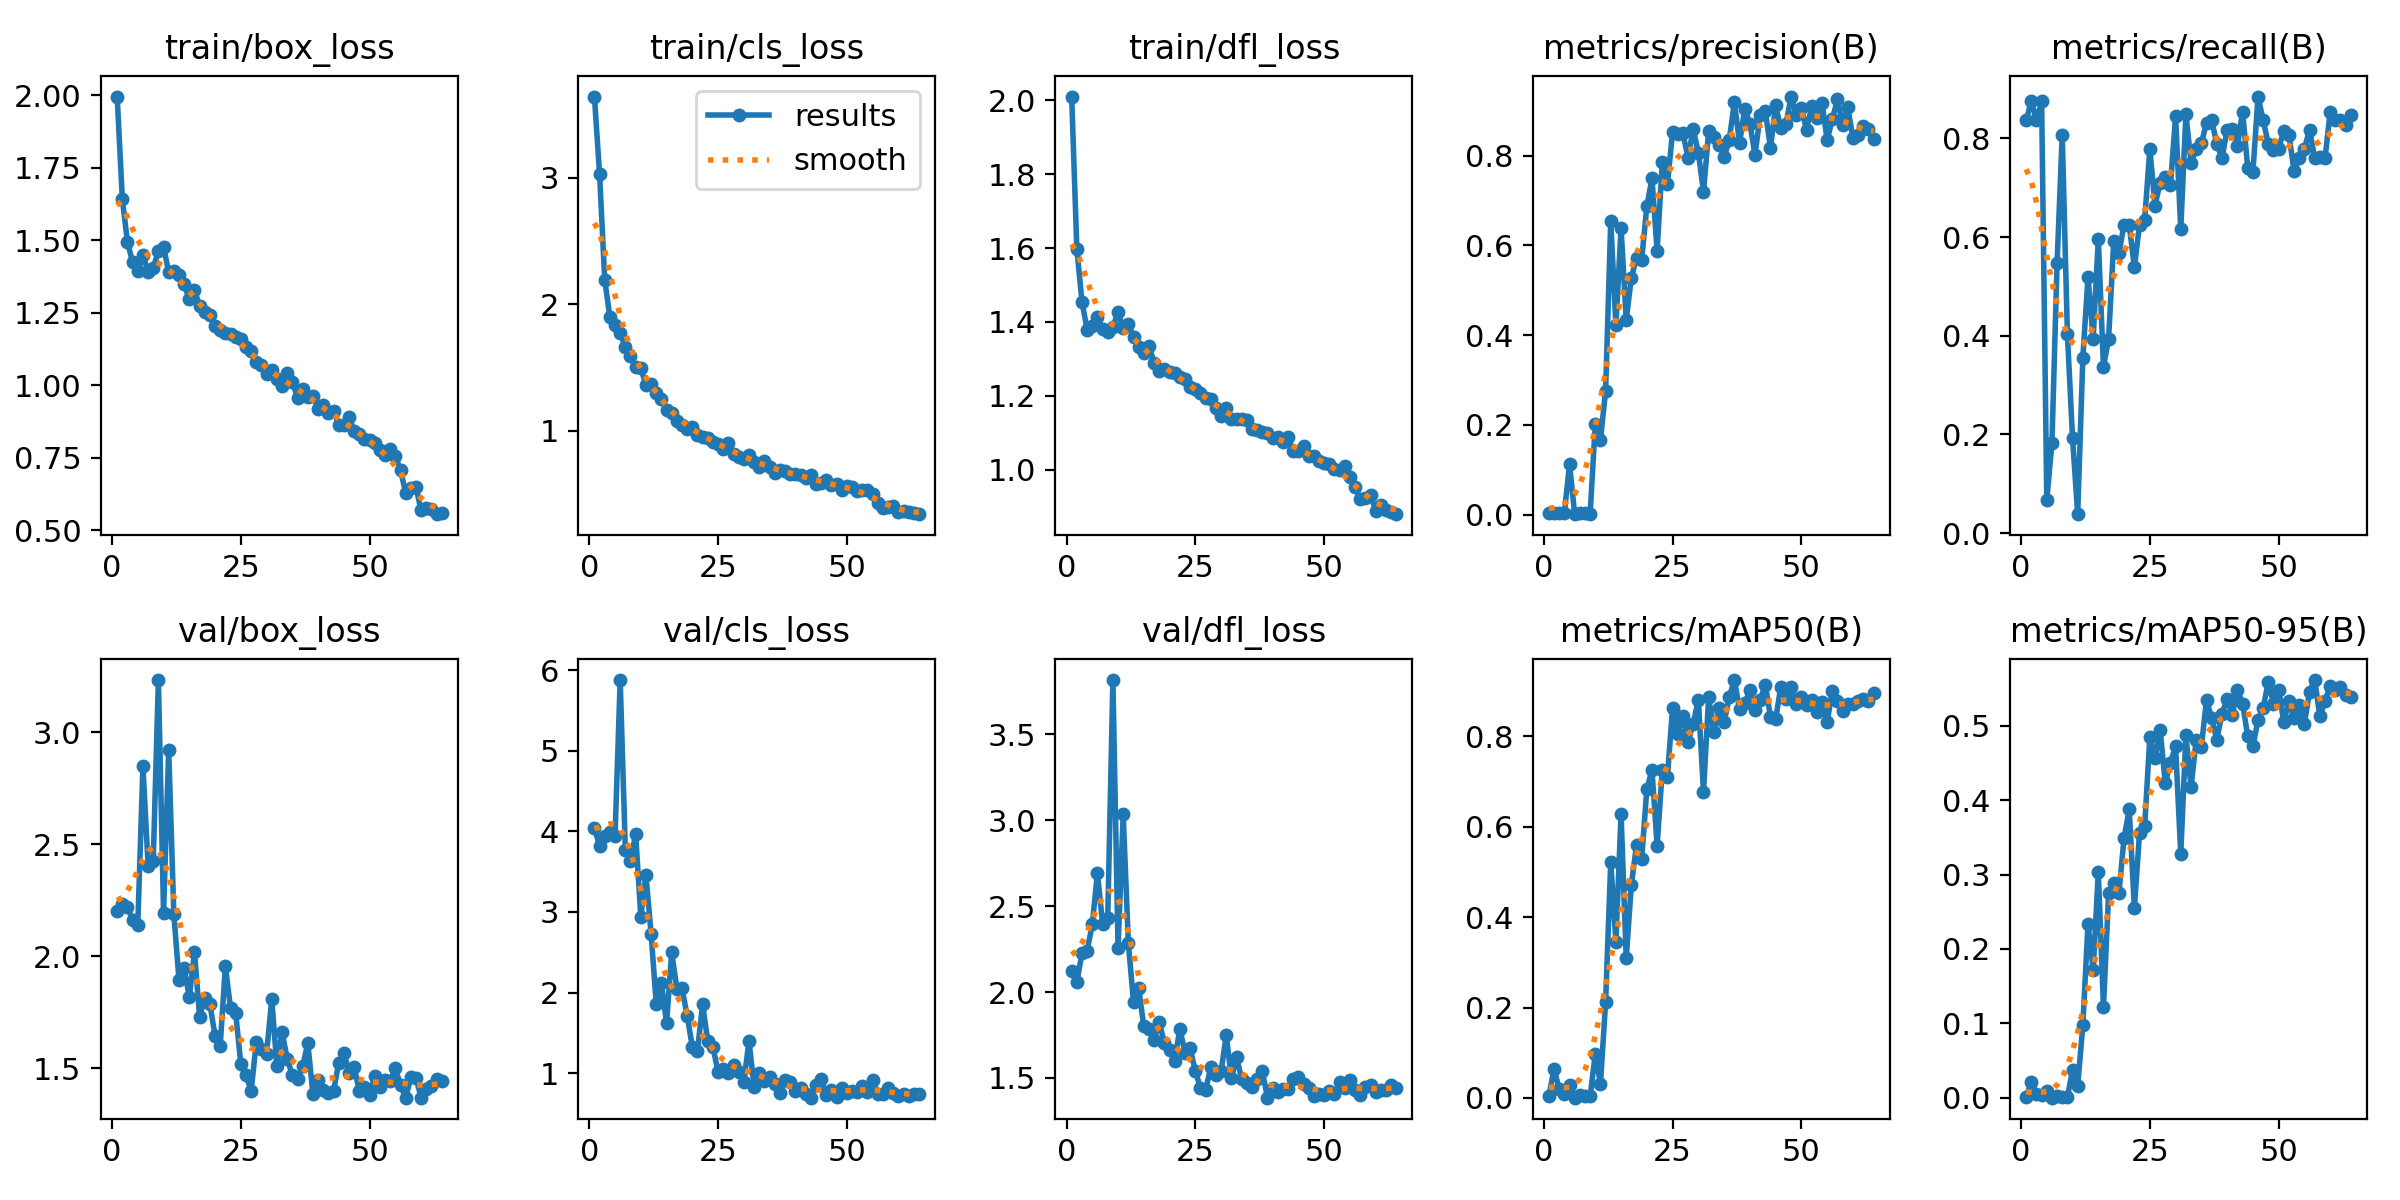 train/box_loss
2.00
1.75
1.50
1.25
1.00
0.75
0.50
0 25 50
train/cls_loss
results
smooth
3
2
1
0 25 50
train/dfl_loss
2.0
1.8
1.6
1.4
1.2
1.0
0 25 50
metrics/precision(B)
0.8
0.6
0.4
0.2
0.0
0 25 50
metrics/recall(B)
0.8
0.6
0.4
0.2
0.0
0 25 50
val/box_loss
3.0
2.5
2.0
1.5
0 25 50
val/cls_loss
6
5
4
3
2
1
0 25 50
val/dfl_loss
3.5
3.0
2.5
2.0
1.5
0 25 50
metrics/mAP50(B)
0.8
0.6
0.4
0.2
0.0
0 25 50
metrics/mAP50-95(B)
0.5
0.4
0.3
0.2
0.1
0.0
0 25 50